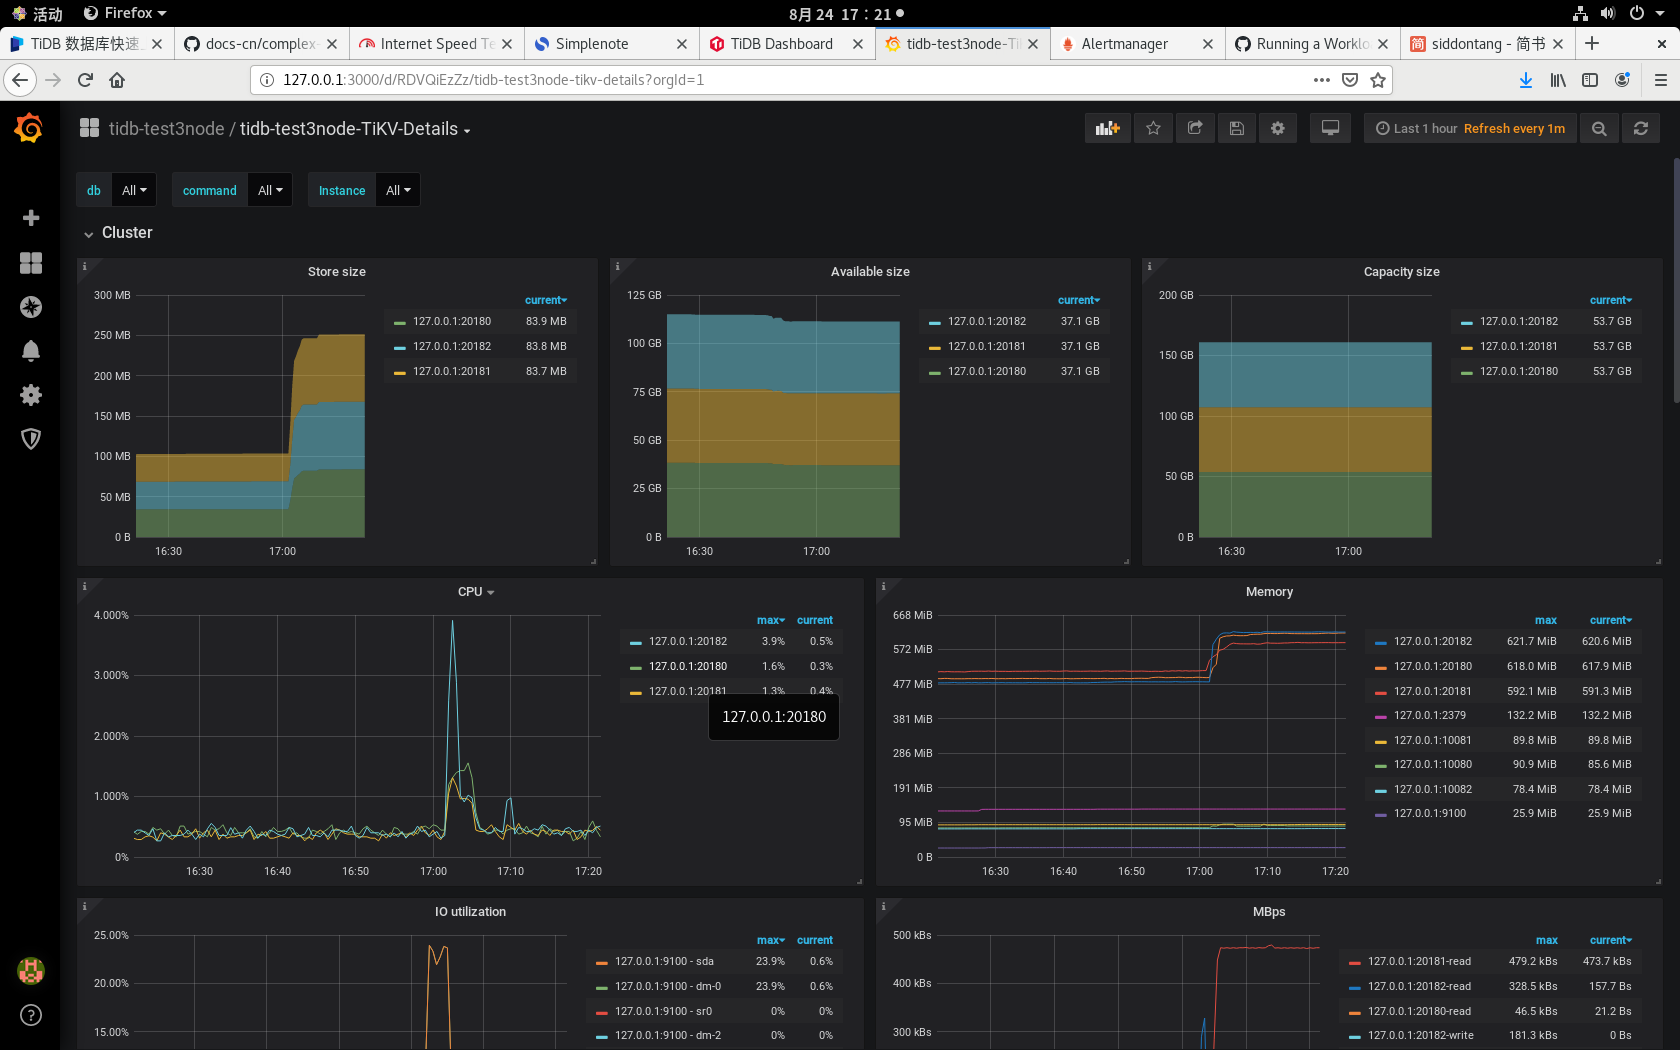 活动 Firefox 8月 24 17：21
TiDB 数据库快速 docs-cn/complex- Internet Speed Te Simplenote TiDB Dashboard tidb-test3node-Ti Alertmanager Running a Worklo siddontang - 简书
127.0.0.1:3000/d/RDVQiEzZz/tidb-test3node-tikv-details?orgId=1
tidb-test3node / tidb-test3node-TiKV-Details Last 1 hour Refresh every 1m
db All command All Instance All
Cluster
Store size
300 MB
250 MB
200 MB
150 MB
100 MB
50 MB
0 B
16:30 17:00
current
127.0.0.1:20180 83.9 MB
127.0.0.1:20182 83.8 MB
127.0.0.1:20181 83.7 MB
Available size
125 GB
100 GB
75 GB
50 GB
25 GB
0 B
16:30 17:00
current
127.0.0.1:20182 37.1 GB
127.0.0.1:20181 37.1 GB
127.0.0.1:20180 37.1 GB
Capacity size
200 GB
150 GB
100 GB
50 GB
0 B
16:30 17:00
current
127.0.0.1:20182 53.7 GB
127.0.0.1:20181 53.7 GB
127.0.0.1:20180 53.7 GB
CPU
4.000%
3.000%
2.000%
1.000%
0%
16:30 16:40 16:50 17:00 17:10 17:20
max current
127.0.0.1:20182 3.9% 0.5%
127.0.0.1:20180 1.6% 0.3%
127.0.0.1:20181 1.3% 0.4%
127.0.0.1:20180
Memory
668 MiB
572 MiB
477 MiB
381 MiB
286 MiB
191 MiB
95 MiB
0 B
16:30 16:40 16:50 17:00 17:10 17:20
max current
127.0.0.1:20182 621.7 MiB 620.6 MiB
127.0.0.1:20180 618.0 MiB 617.9 MiB
127.0.0.1:20181 592.1 MiB 591.3 MiB
127.0.0.1:2379 132.2 MiB 132.2 MiB
127.0.0.1:10081 89.8 MiB 89.8 MiB
127.0.0.1:10080 90.9 MiB 85.6 MiB
127.0.0.1:10082 78.4 MiB 78.4 MiB
127.0.0.1:9100 25.9 MiB 25.9 MiB
IO utilization
25.00%
20.00%
15.00%
max current
127.0.0.1:9100 - sda 23.9% 0.6%
127.0.0.1:9100 - dm-0 23.9% 0.6%
127.0.0.1:9100 - sr0 0% 0%
127.0.0.1:9100 - dm-2 0% 0%
MBps
500 kBs
400 kBs
300 kBs
max current
127.0.0.1:20181-read 479.2 kBs 473.7 kBs
127.0.0.1:20182-read 328.5 kBs 157.7 Bs
127.0.0.1:20180-read 46.5 kBs 21.2 Bs
127.0.0.1:20182-write 181.3 kBs 0 Bs